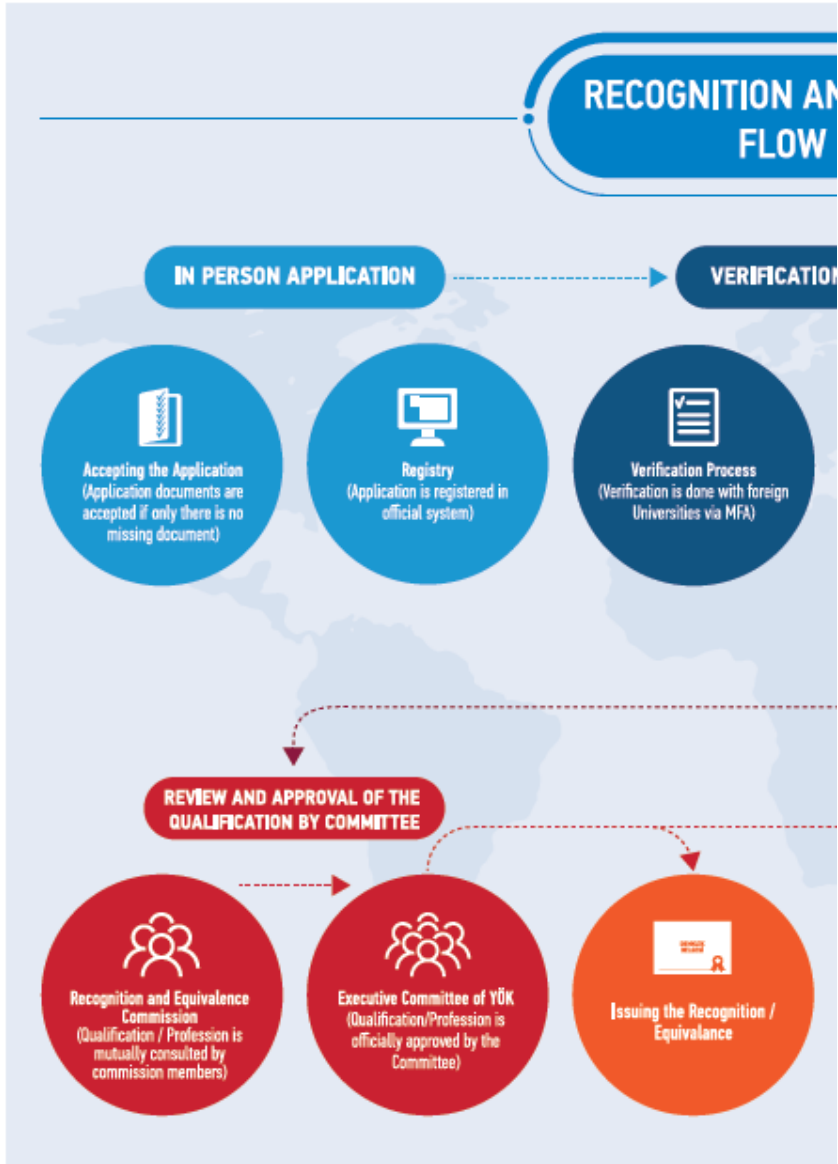 RECOGNITION AN
FLOW
IN PERSON APPLICATION
VERIFICATION
Accepting the Application
(Application documents are
accepted if only there is no
missing document)
Registry
(Application is registered in
official system)
Verification Process
(Verification is done with foreign
Universities via MFA)
REVIEW AND APPROVAL OF THE
QUALIFICATION BY COMMITTEE
Recognition and Equivalence
Commission
(Qualification / Profession is
mutually consulted by
commission members)
Executive Committee of YÖK
(Qualification/Profession is
officially approved by the
Committee)
Issuing the Recognition /
Equivalance